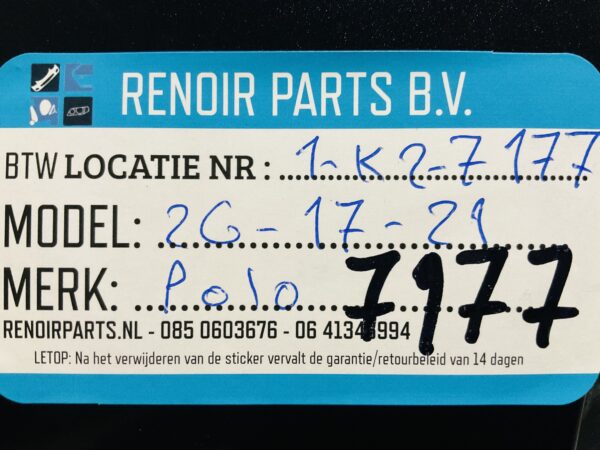 RENOIR PARTS B.V.
BTW LOCATIE NR : 1-K2-7177
MODEL: 2G-17-21
MERK: Polo 7177
RENOIRPARTS.NL - 085 0603676 - 06 41345994
LETOP: Na het verwijderen van de sticker vervalt de garantie/retourbeleid van 14 dagen